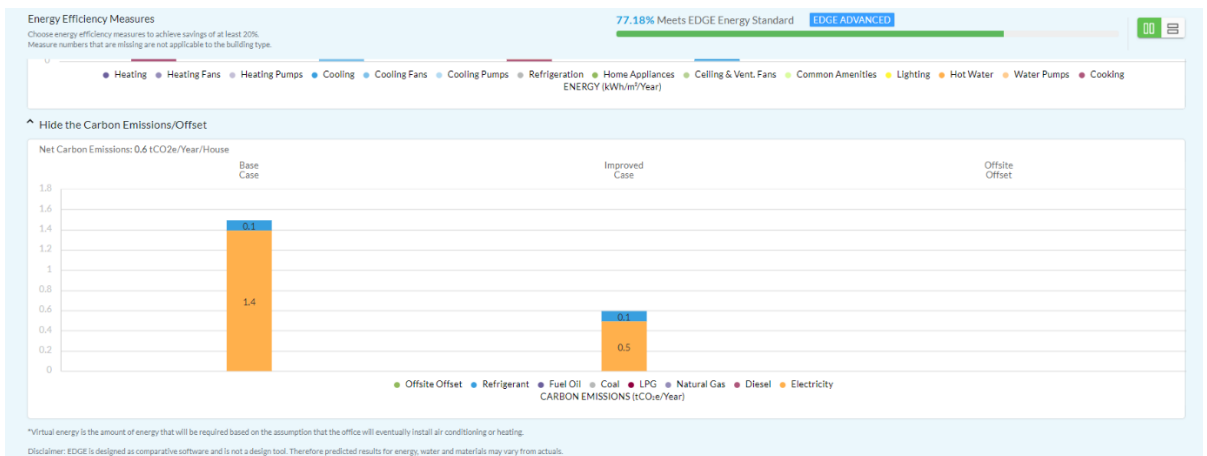 Energy Efficiency Measures
77.18% Meets EDGE Energy Standard EDGE ADVANCED
Choose energy efficiency measures to achieve savings of at least 20%.
Measure numbers that are missing are not applicable to the building type.
0
Heating Heating Fans Heating Pumps Cooling Cooling Fans Cooling Pumps Refrigeration Home Appliances Ceiling & Vent. Fans Common Amenities Lighting Hot Water Water Pumps Cooking
ENERGY (kWh/m²/Year)
Hide the Carbon Emissions/Offset
Net Carbon Emissions: 0.6 tCO2e/Year/House
Base
Case
Improved
Case
Offsite
Offset
1.8
1.6
1.4
1.2
1
0.8
0.6
0.4
0.2
0
0.1
1.4
0.1
0.5
Offsite Offset Refrigerant Fuel Oil Coal LPG Natural Gas Diesel Electricity
CARBON EMISSIONS (tCO₂e/Year)
*Virtual energy is the amount of energy that will be required based on the assumption that the office will eventually install air conditioning or heating.
Disclaimer: EDGE is designed as comparative software and is not a design tool. Therefore predicted results for energy, water and materials may vary from actuals.